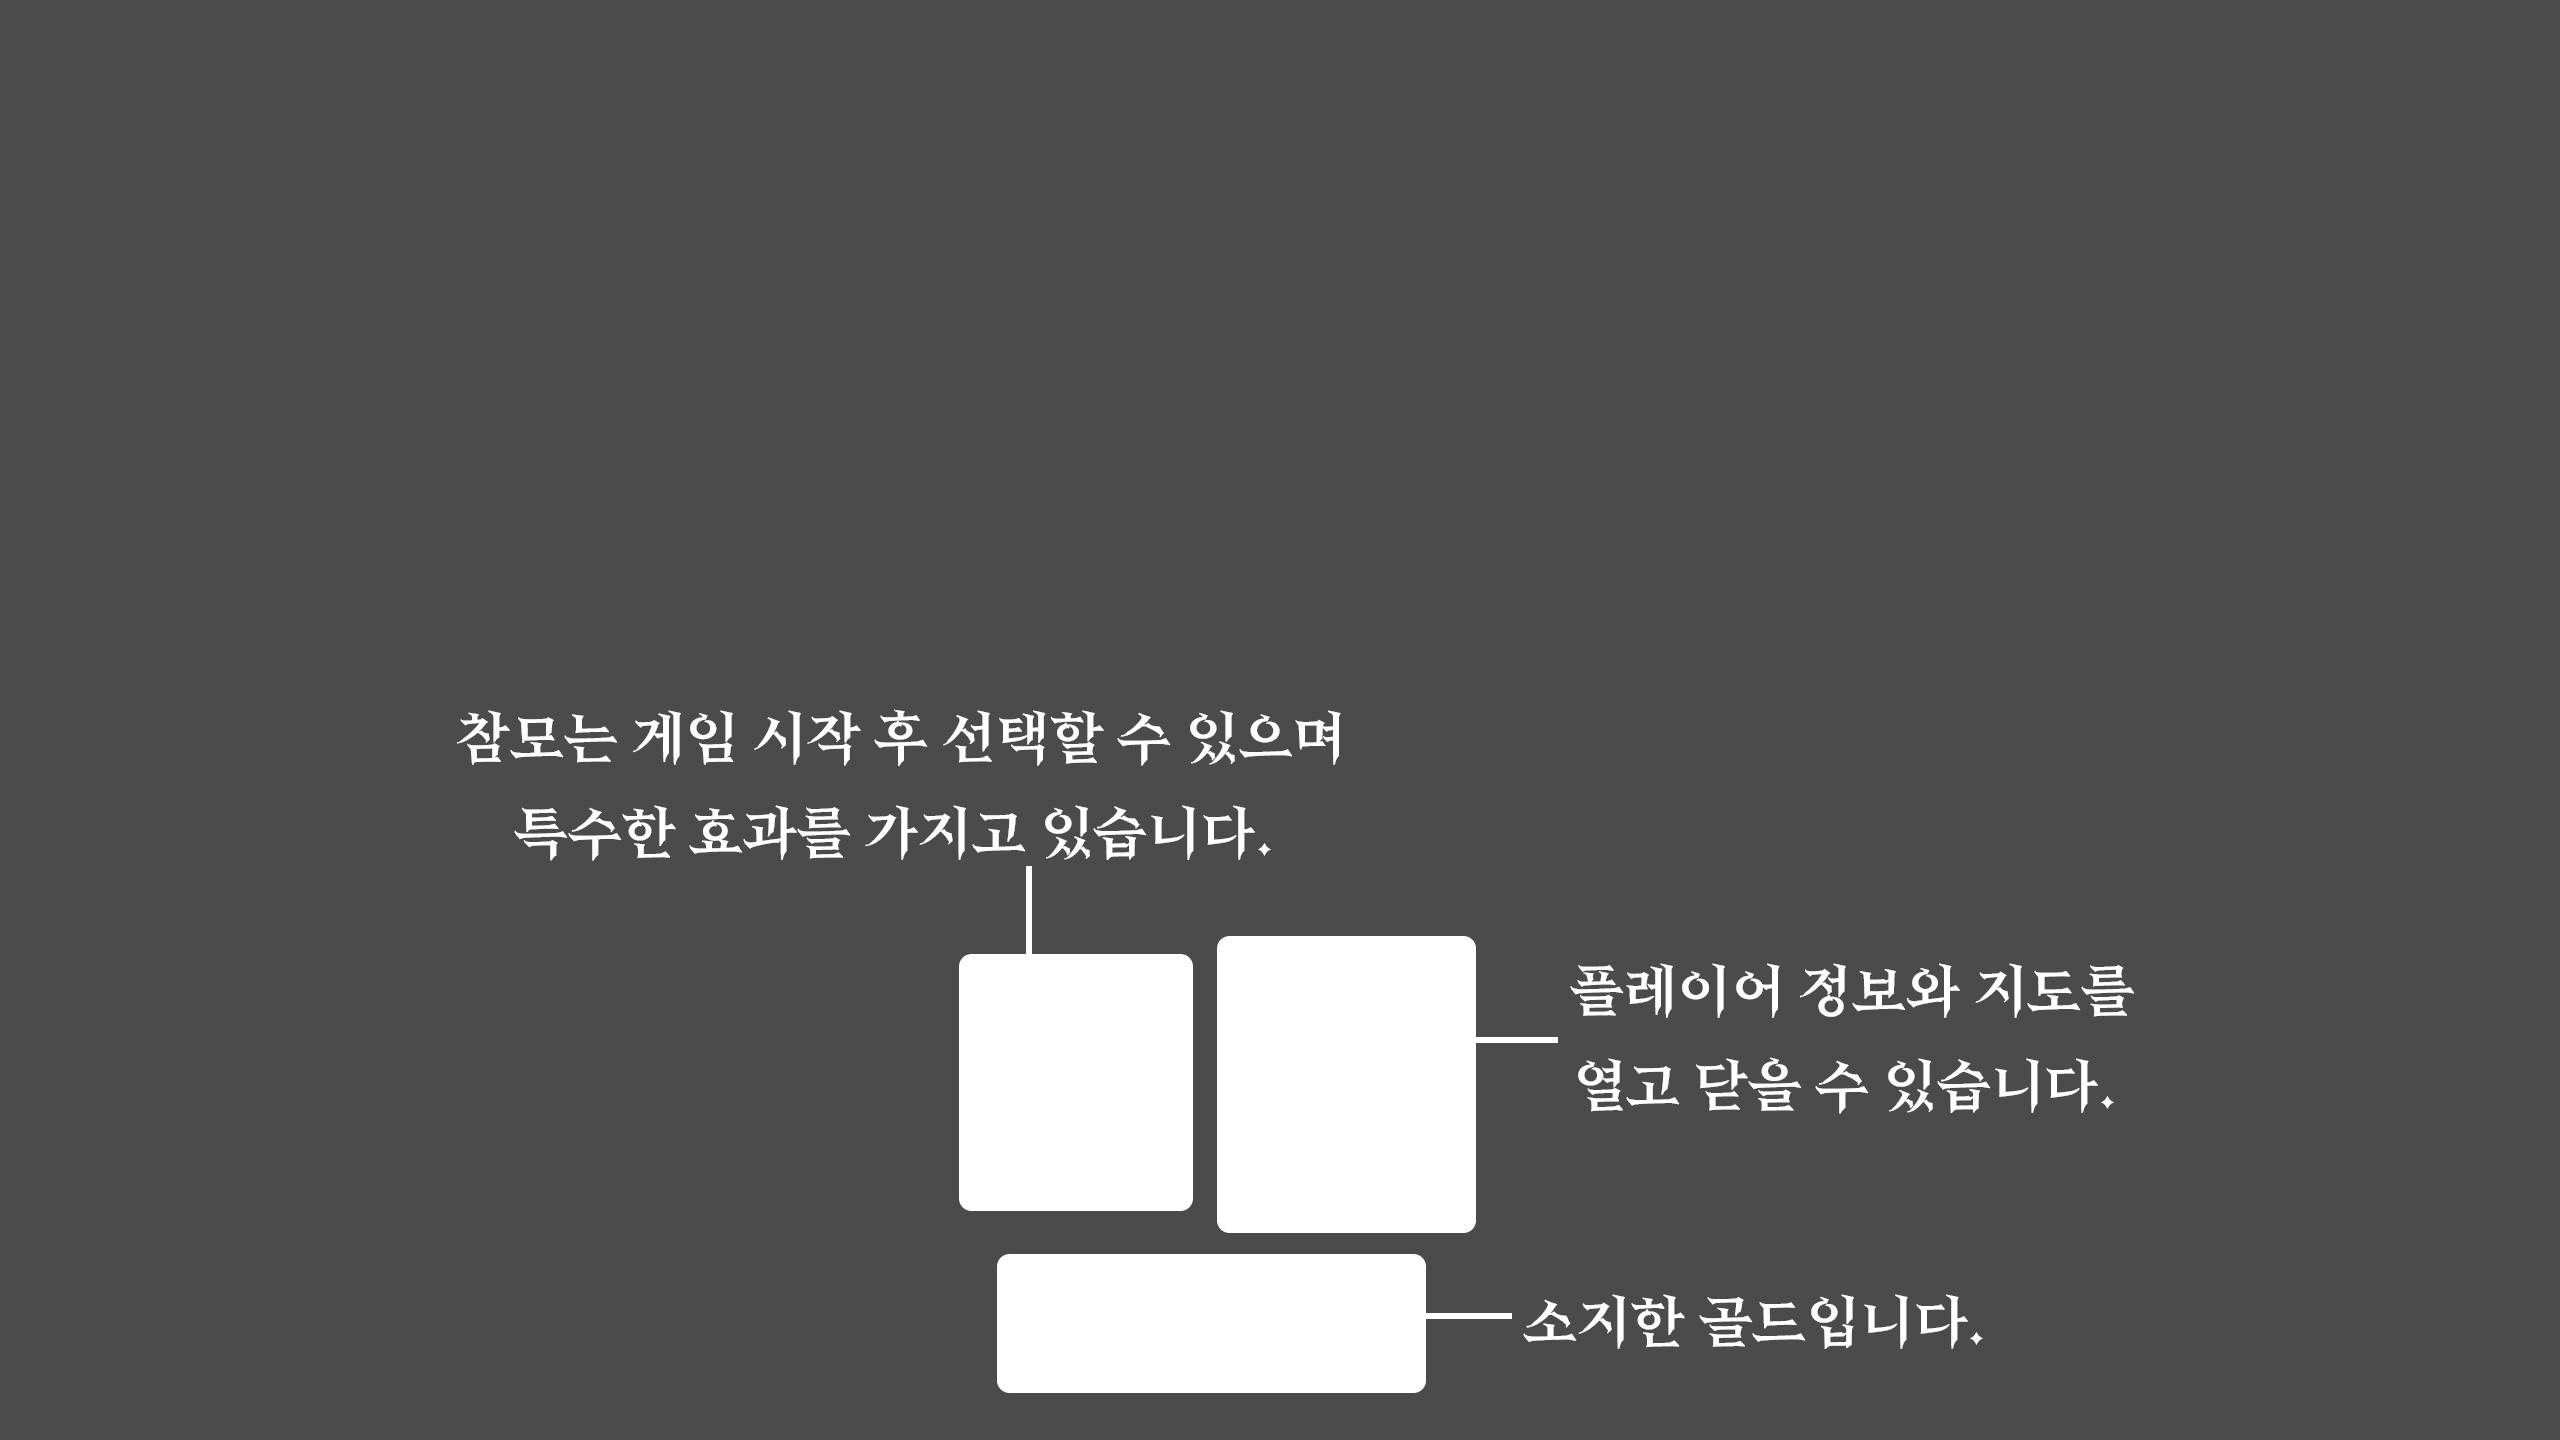 참모는 게임 시작 후 선택할 수 있으며
특수한 효과를 가지고 있습니다.
플레이어 정보와 지도를
열고 닫을 수 있습니다.
소지한 골드입니다.